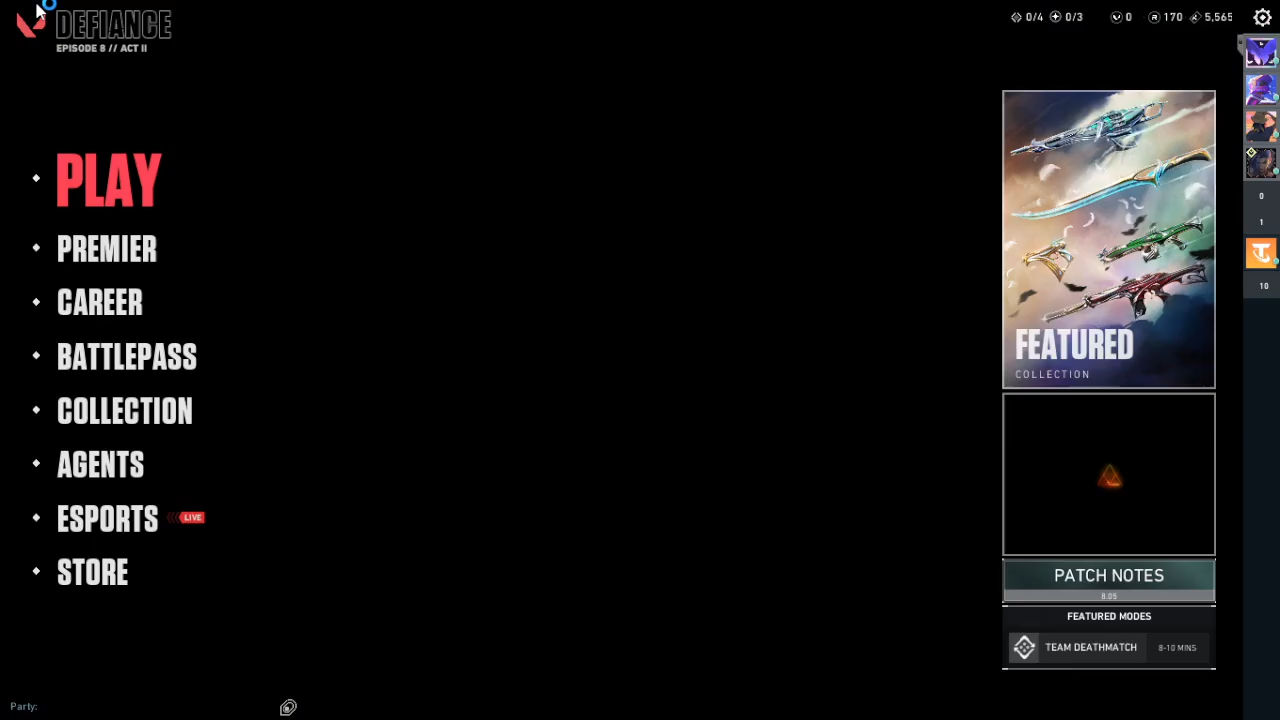 DEFIANCE
EPISODE 8 // ACT II
0/4 0/3 0 170 5,565
PLAY
PREMIER
CAREER
BATTLEPASS
COLLECTION
AGENTS
ESPORTS LIVE
STORE
FEATURED
COLLECTION
PATCH NOTES
8.05
FEATURED MODES
TEAM DEATHMATCH 8-10 MINS
0
1
10
Party: